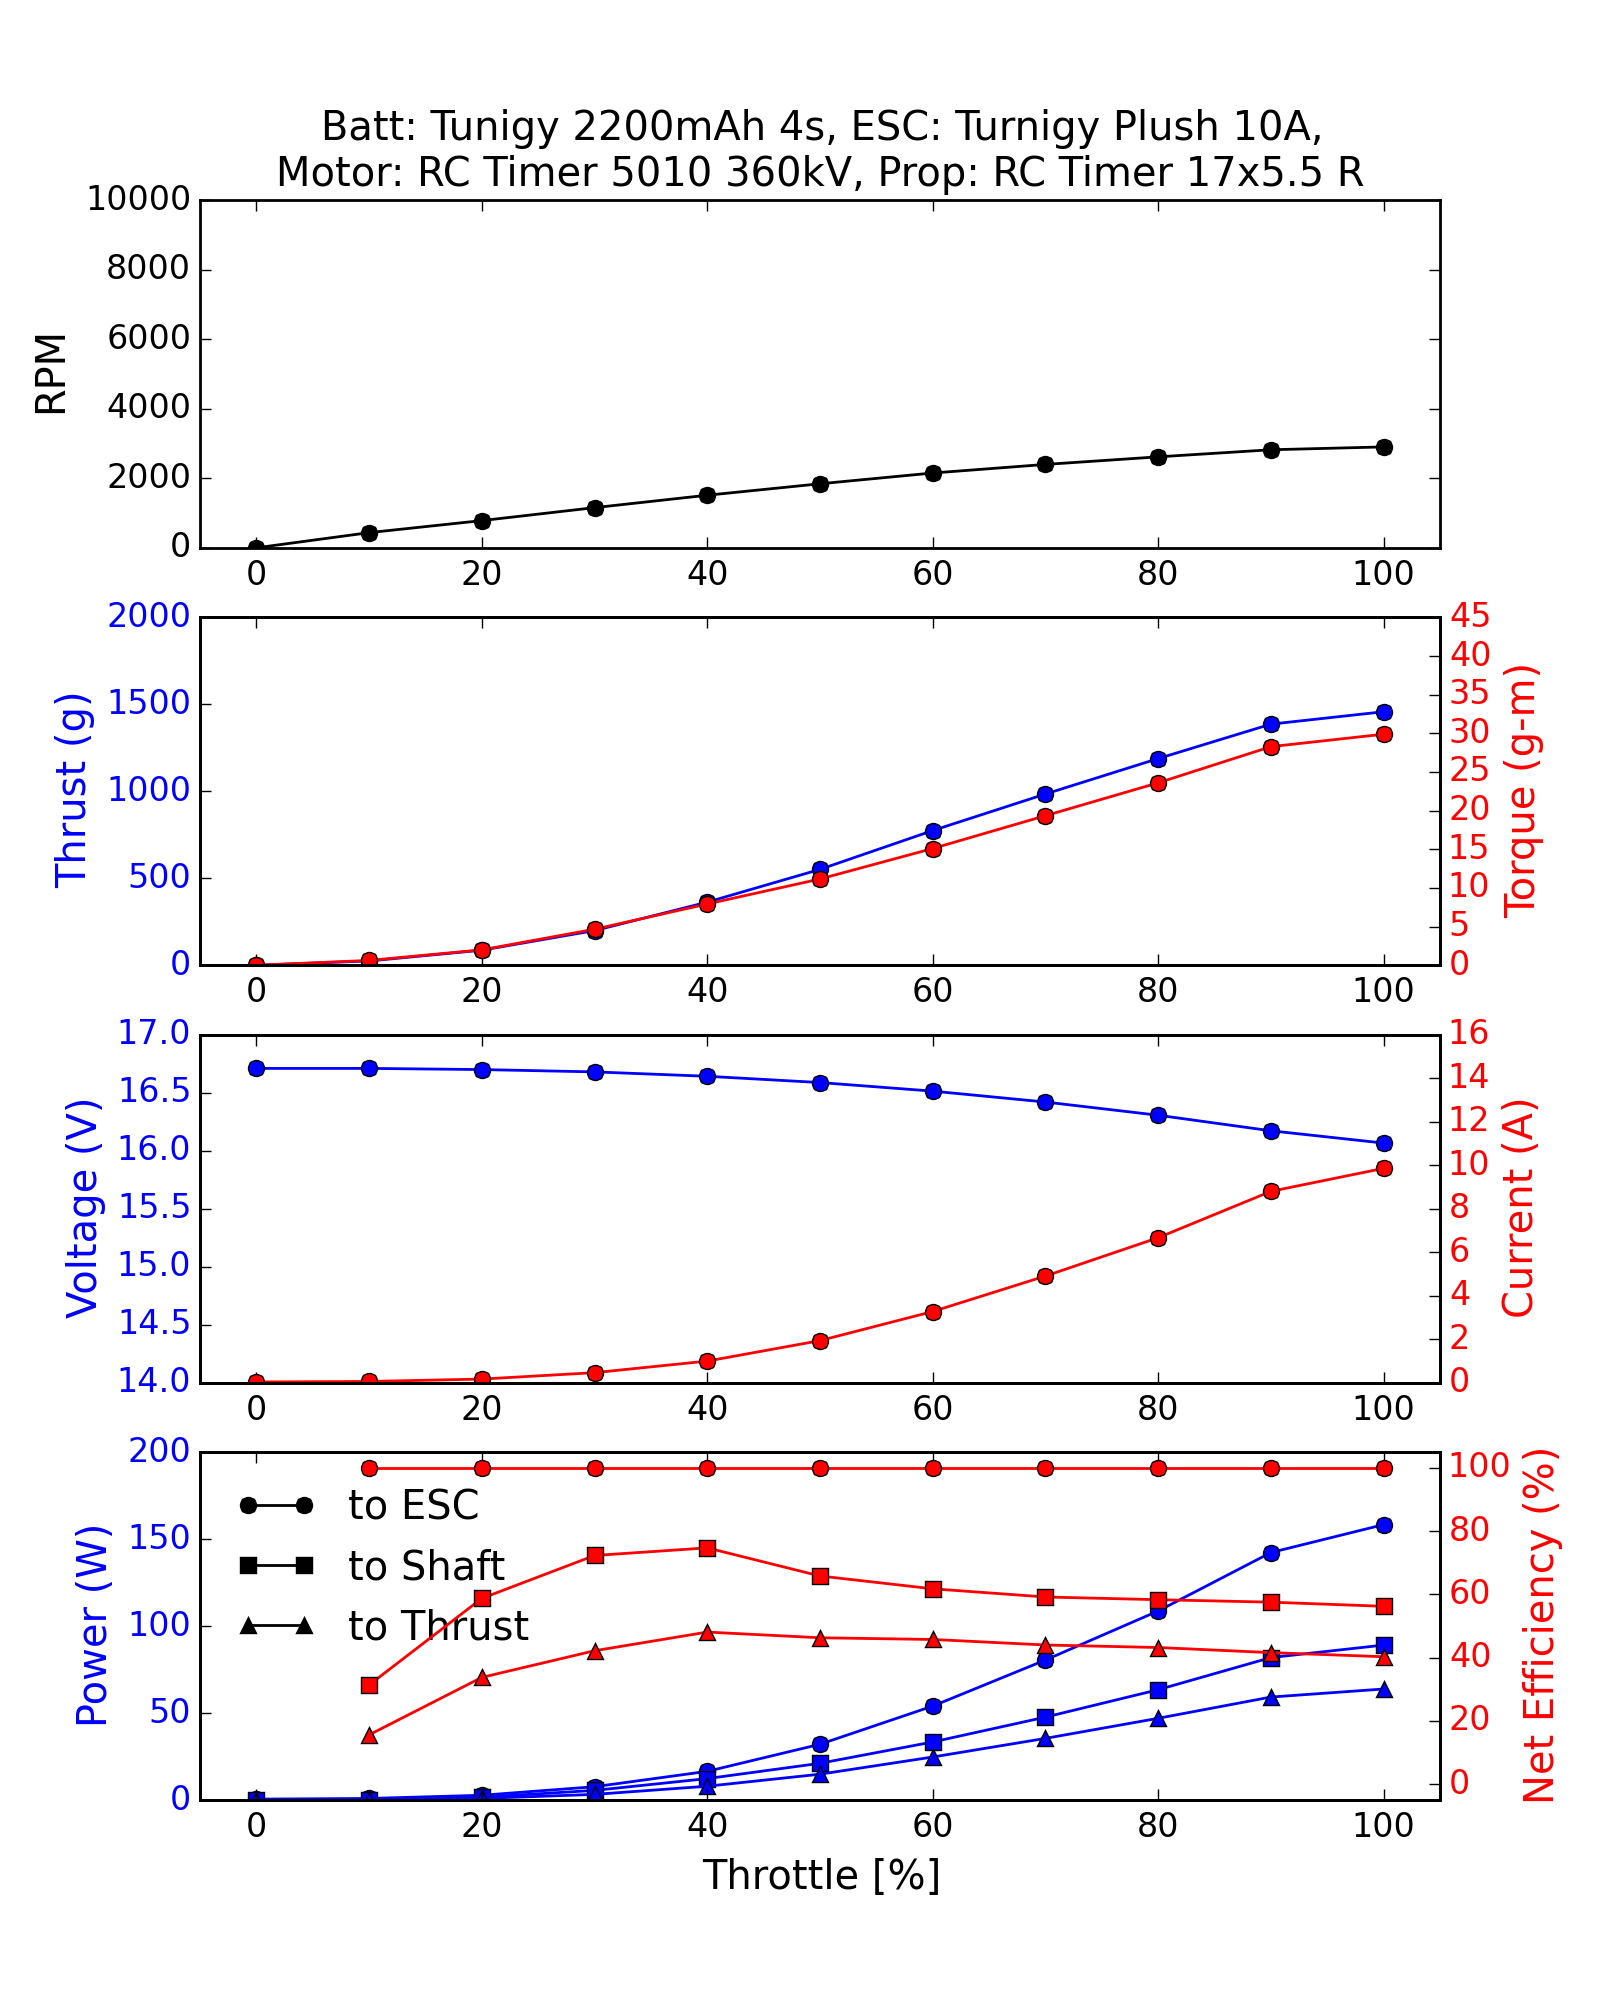 Batt: Tunigy 2200mAh 4s, ESC: Turnigy Plush 10A,
Motor: RC Timer 5010 360kV, Prop: RC Timer 17x5.5 R
10000
8000
6000
4000
2000
0
RPM
0 20 40 60 80 100
2000
1500
1000
500
0
Thrust (g)
45
40
35
30
25
20
15
10
5
0
Torque (g-m)
0 20 40 60 80 100
17.0
16.5
16.0
15.5
15.0
14.5
14.0
Voltage (V)
16
14
12
10
8
6
4
2
0
Current (A)
0 20 40 60 80 100
200
150
100
50
0
Power (W)
to ESC
to Shaft
to Thrust
100
80
60
40
20
0
Net Efficiency (%)
0 20 40 60 80 100
Throttle [%]